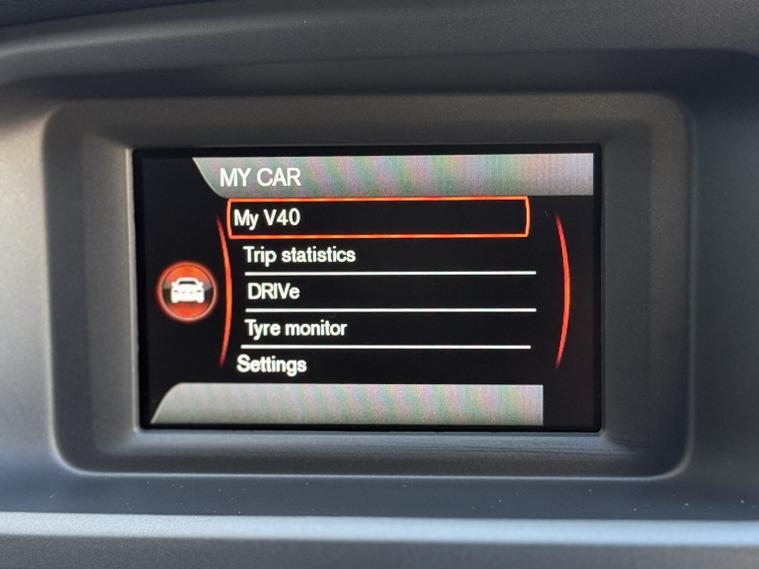 MY CAR
My V40
Trip statistics
DRIVe
Tyre monitor
Settings